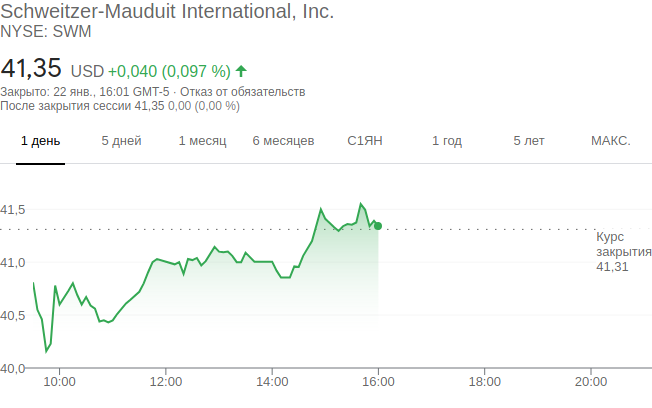 Schweitzer-Mauduit International, Inc.
NYSE: SWM
41,35 USD +0,040 (0,097 %)
Закрыто: 22 янв., 16:01 GMT-5 · Отказ от обязательств
После закрытия сессии 41,35 0,00 (0,00 %)
1 день 5 дней 1 месяц 6 месяцев С1ЯН 1 год 5 лет МАКС.
41,5
Курс
закрытия
41,31
41,0
40,5
40,0
10:00 12:00 14:00 16:00 18:00 20:00